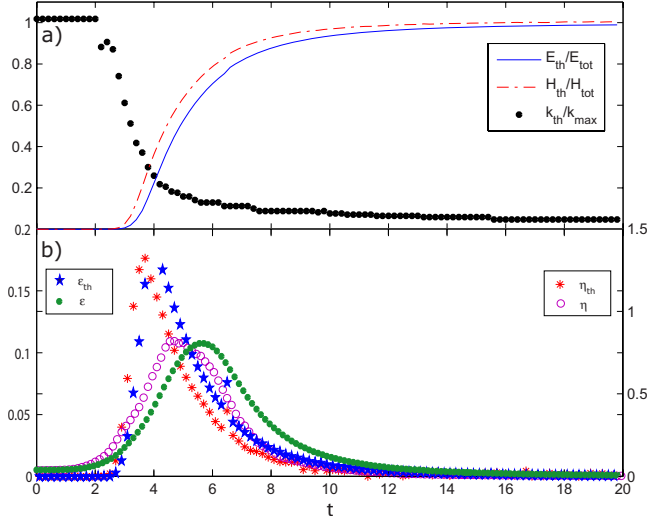 1
0.8
0.6
0.4
0.2
a)
E_th/E_tot
H_th/H_tot
k_th/k_max
0.2
0.15
0.1
0.05
0
b)
ε_th
ε
η_th
η
1.5
1
0.5
0
0 2 4 6 8 10 12 14 16 18 20
t